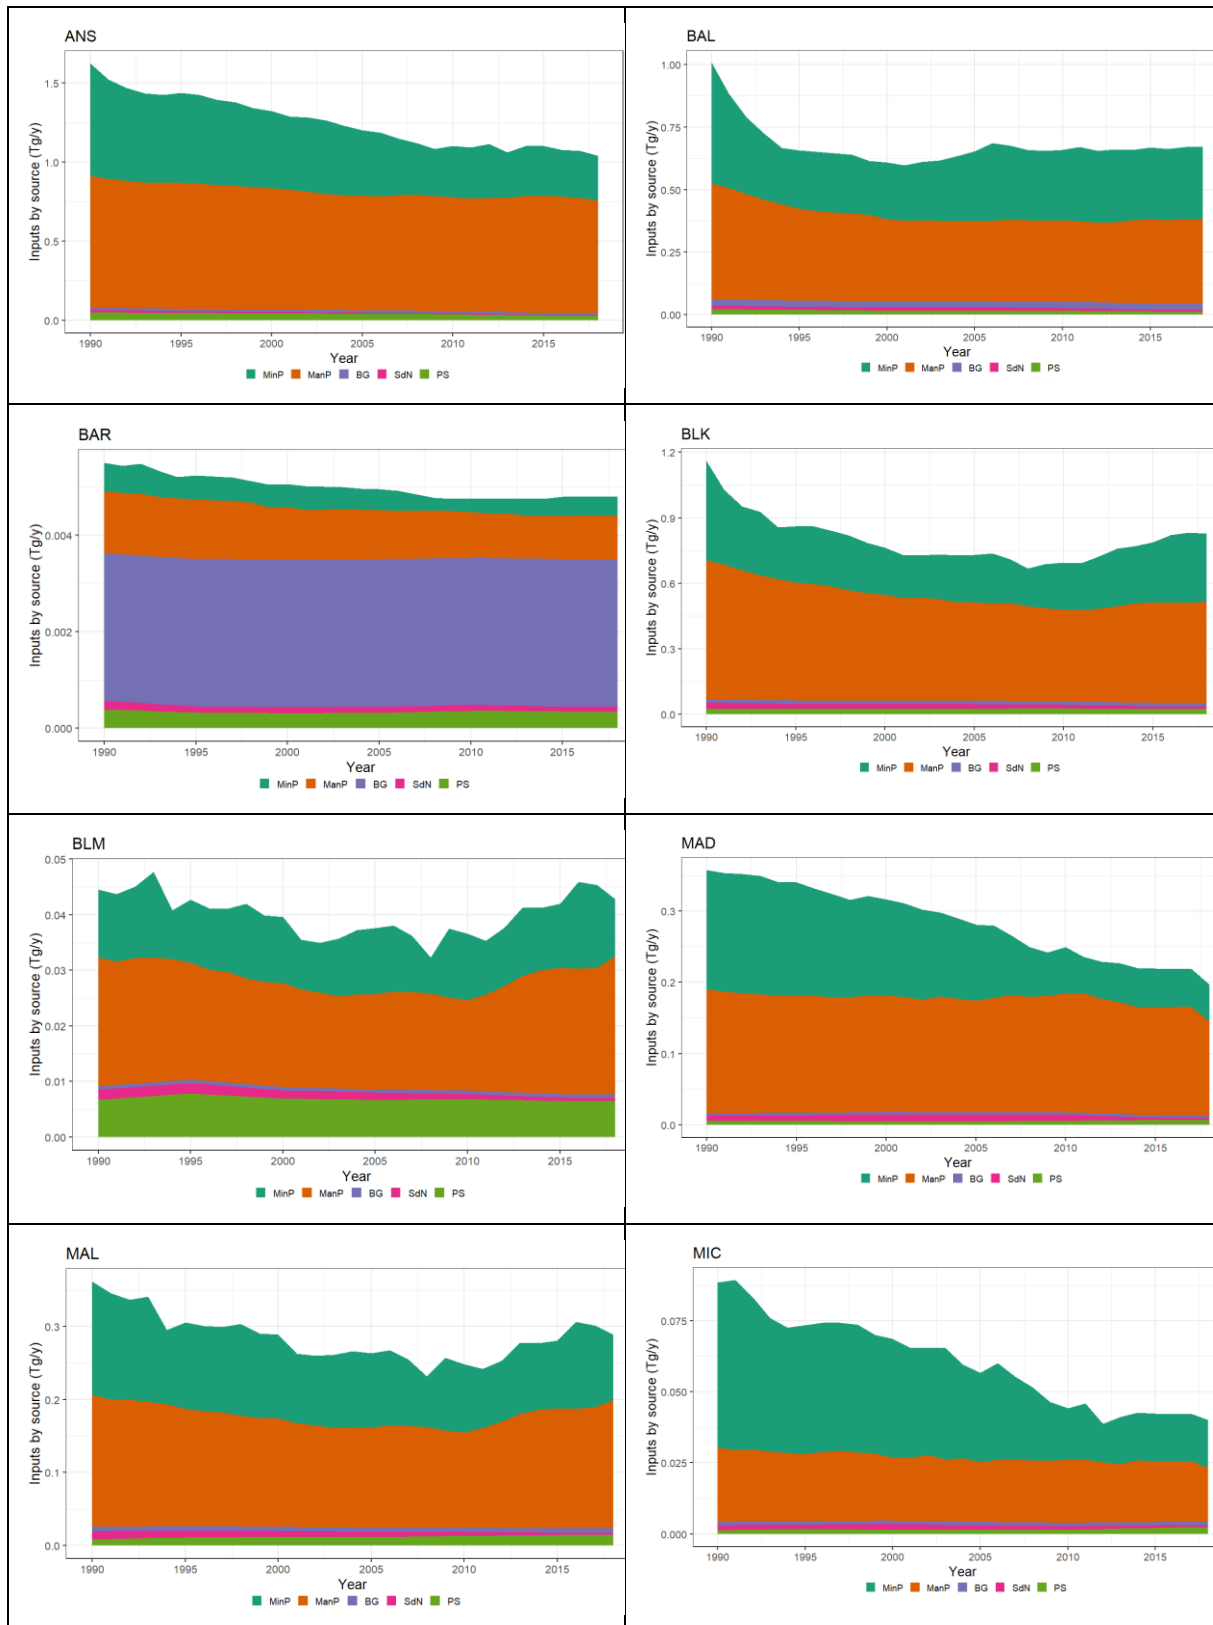 ANS
Inputs by source (Tg/y)
1.5
1.0
0.5
0.0
1990 1995 2000 2005 2010 2015
Year
MinP ManP BG SdN PS
BAL
Inputs by source (Tg/y)
1.00
0.75
0.50
0.25
0.00
1990 1995 2000 2005 2010 2015
Year
MinP ManP BG SdN PS
BAR
Inputs by source (Tg/y)
0.004
0.002
0.000
1990 1995 2000 2005 2010 2015
Year
MinP ManP BG SdN PS
BLK
Inputs by source (Tg/y)
1.2
0.9
0.6
0.3
0.0
1990 1995 2000 2005 2010 2015
Year
MinP ManP BG SdN PS
BLM
Inputs by source (Tg/y)
0.05
0.04
0.03
0.02
0.01
0.00
1990 1995 2000 2005 2010 2015
Year
MinP ManP BG SdN PS
MAD
Inputs by source (Tg/y)
0.3
0.2
0.1
0.0
1990 1995 2000 2005 2010 2015
Year
MinP ManP BG SdN PS
MAL
Inputs by source (Tg/y)
0.3
0.2
0.1
0.0
1990 1995 2000 2005 2010 2015
Year
MinP ManP BG SdN PS
MIC
Inputs by source (Tg/y)
0.075
0.050
0.025
0.000
1990 1995 2000 2005 2010 2015
Year
MinP ManP BG SdN PS